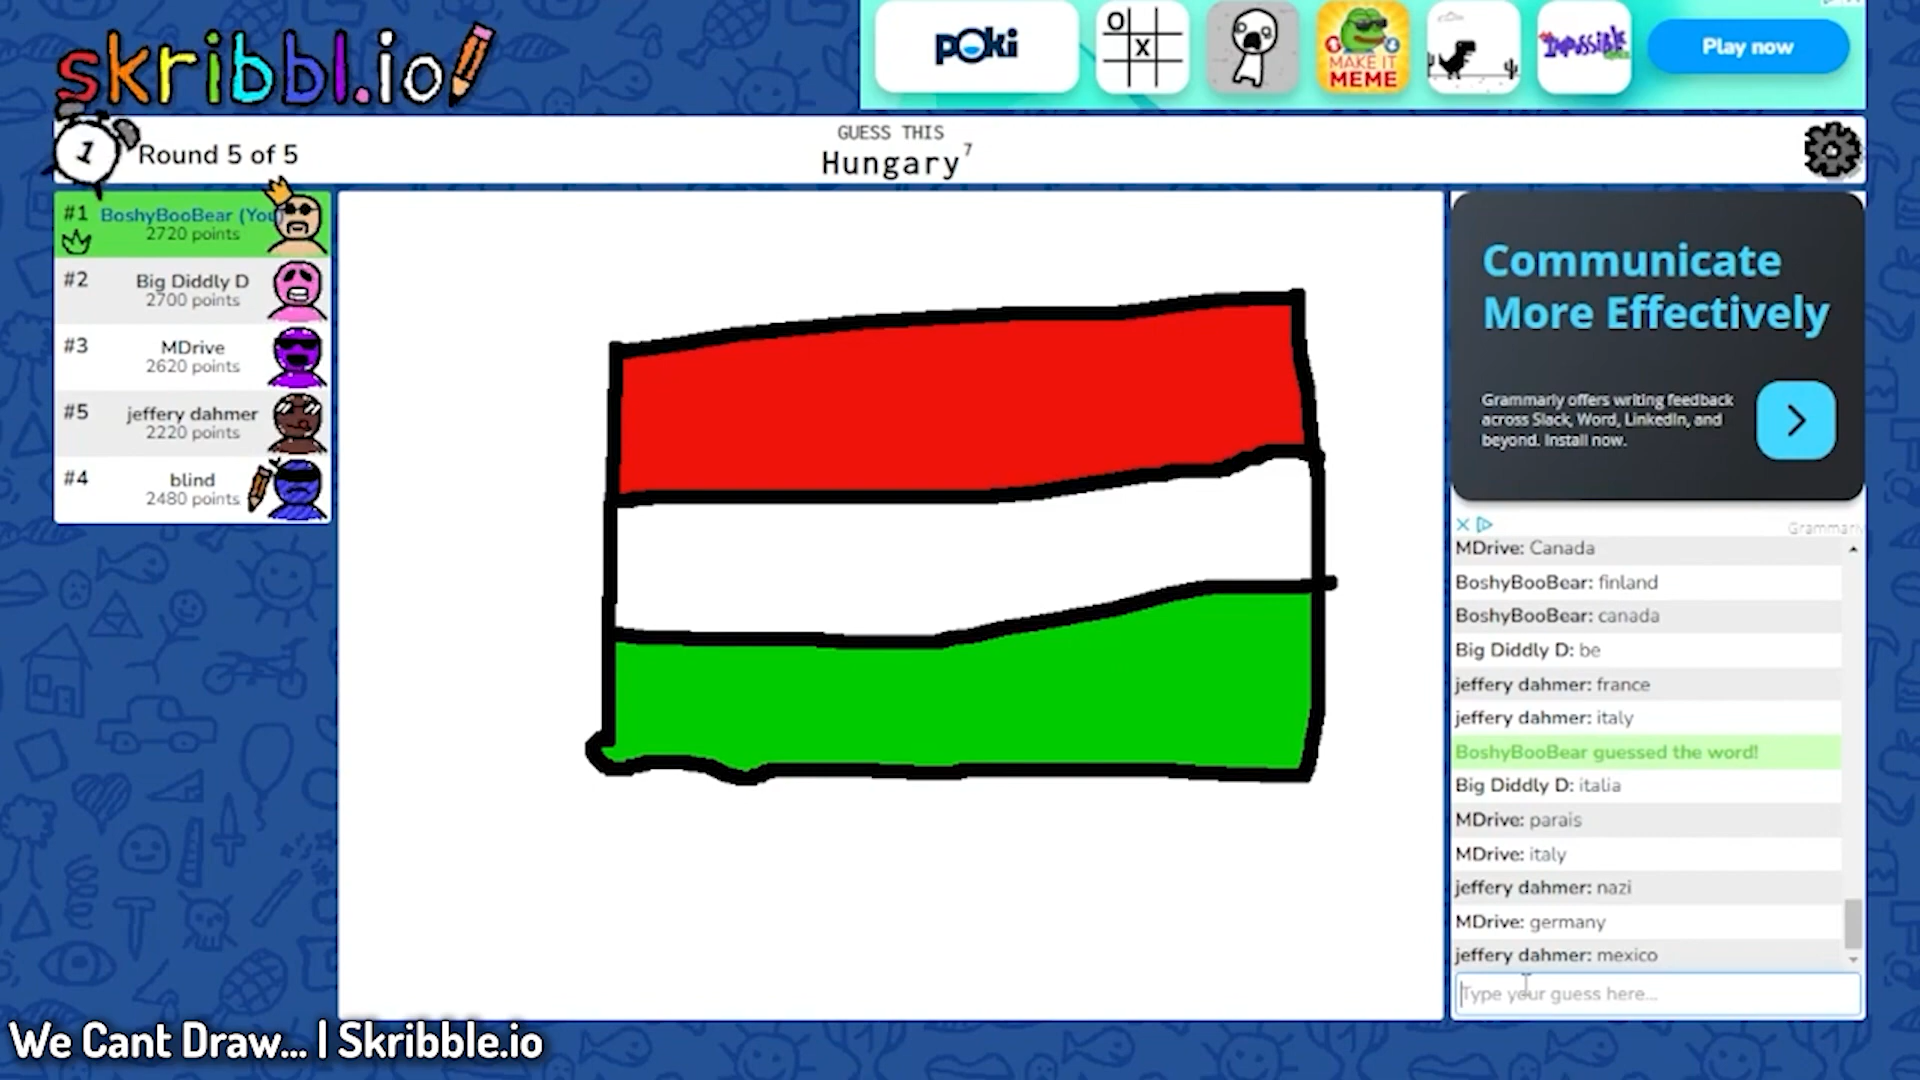 skribbl.io
POKi
O
X
MAKE IT
MEME
Impossible
Play now
1
Round 5 of 5
GUESS THIS
Hungary 7
#1 BoshyBooBear (You)
2720 points
#2 Big Diddly D
2700 points
#3 MDrive
2620 points
#5 jeffery dahmer
2220 points
#4 blind
2480 points
Communicate
More Effectively
Grammarly offers writing feedback
across Slack, Word, LinkedIn, and
beyond. Install now.
Grammarly
MDrive: Canada
BoshyBooBear: finland
BoshyBooBear: canada
Big Diddly D: be
jeffery dahmer: france
jeffery dahmer: italy
BoshyBooBear guessed the word!
Big Diddly D: italia
MDrive: parais
MDrive: italy
jeffery dahmer: nazi
MDrive: germany
jeffery dahmer: mexico
Type your guess here...
We Cant Draw... | Skribble.io